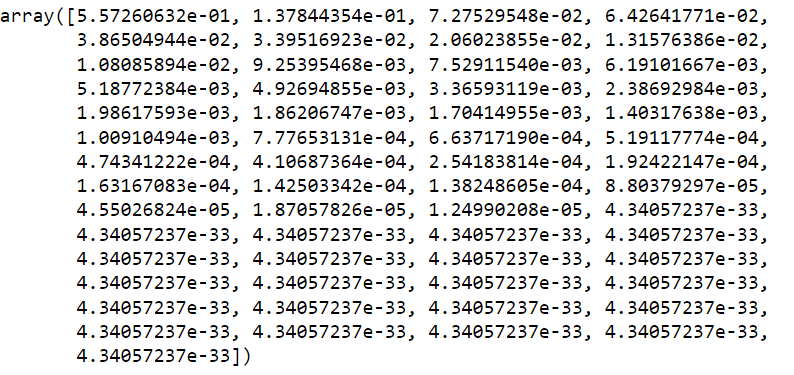 array([5.57260632e-01, 1.37844354e-01, 7.27529548e-02, 6.42641771e-02,
3.86504944e-02, 3.39516923e-02, 2.06023855e-02, 1.31576386e-02,
1.08085894e-02, 9.25395468e-03, 7.52911540e-03, 6.19101667e-03,
5.18772384e-03, 4.92694855e-03, 3.36593119e-03, 2.38692984e-03,
1.98617593e-03, 1.86206747e-03, 1.70414955e-03, 1.40317638e-03,
1.00910494e-03, 7.77653131e-04, 6.63717190e-04, 5.19117774e-04,
4.74341222e-04, 4.10687364e-04, 2.54183814e-04, 1.92422147e-04,
1.63167083e-04, 1.42503342e-04, 1.38248605e-04, 8.80379297e-05,
4.55026824e-05, 1.87057826e-05, 1.24990208e-05, 4.34057237e-33,
4.34057237e-33, 4.34057237e-33, 4.34057237e-33, 4.34057237e-33,
4.34057237e-33, 4.34057237e-33, 4.34057237e-33, 4.34057237e-33,
4.34057237e-33, 4.34057237e-33, 4.34057237e-33, 4.34057237e-33,
4.34057237e-33, 4.34057237e-33, 4.34057237e-33, 4.34057237e-33,
4.34057237e-33, 4.34057237e-33, 4.34057237e-33, 4.34057237e-33,
4.34057237e-33])